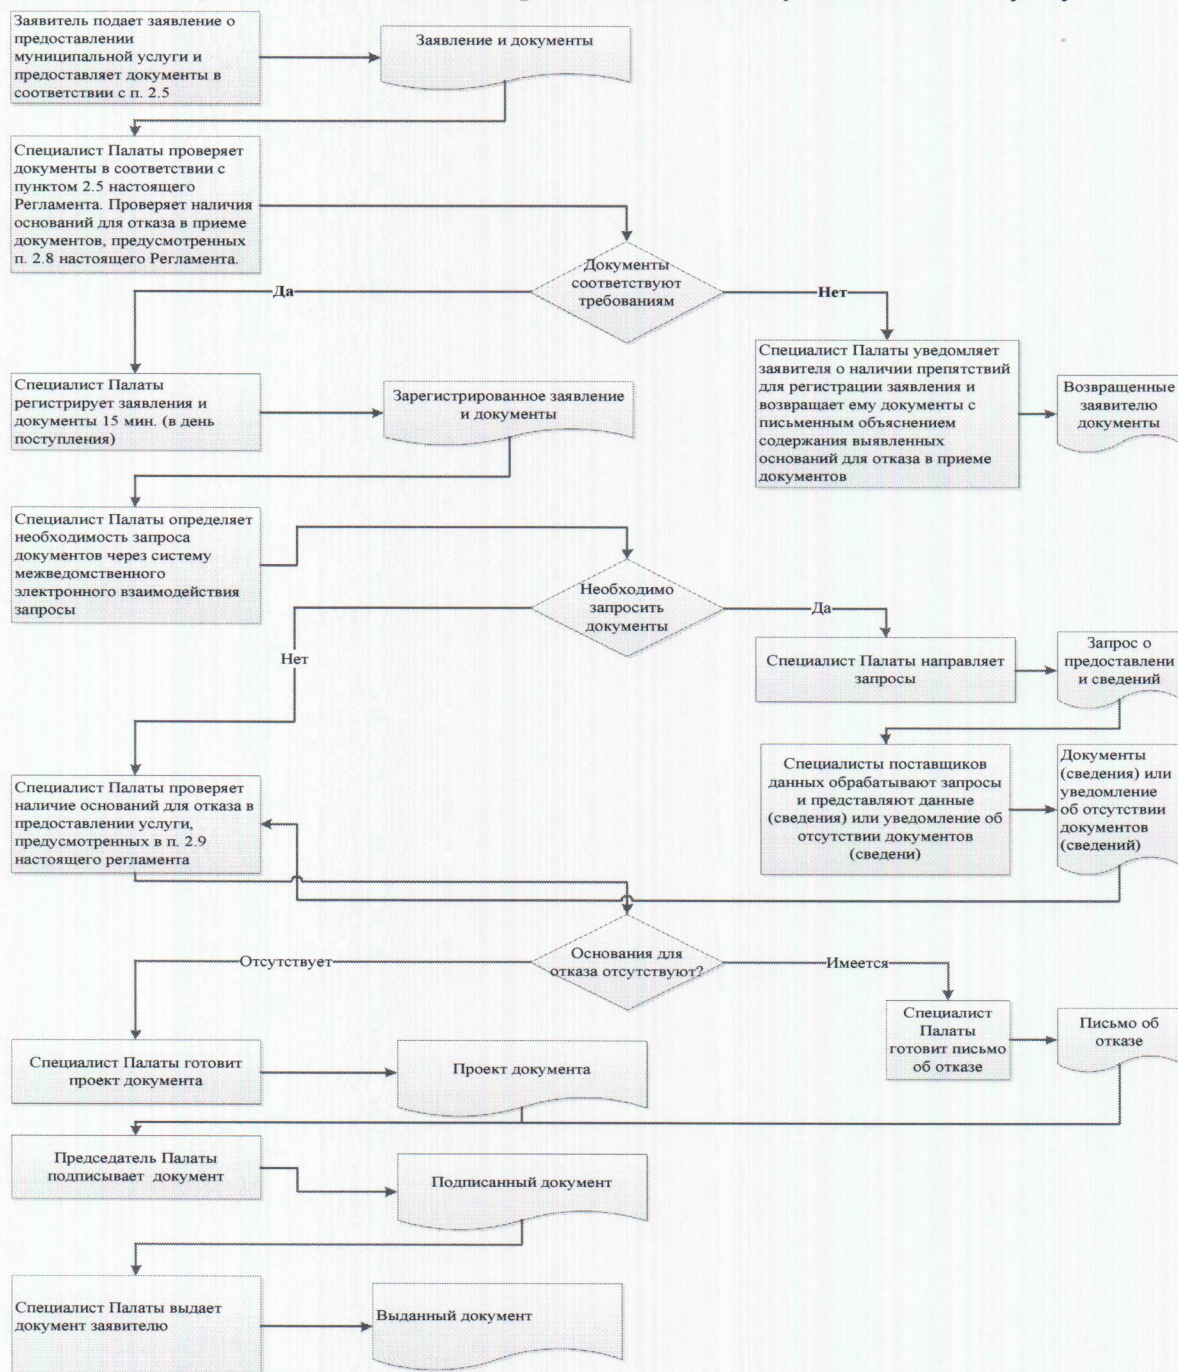 Заявитель подает заявление о
предоставлении
муниципальной услуги и
предоставляет документы в
соответствии с п. 2.5
Заявление и документы
Специалист Палаты проверяет
документы в соответствии с
пунктом 2.5 настоящего
Регламента. Проверяет наличия
оснований для отказа в приеме
документов, предусмотренных
п. 2.8 настоящего Регламента.
Документы
соответствуют
требованиям
Да
Нет
Специалист Палаты
регистрирует заявления и
документы 15 мин. (в день
поступления)
Зарегистрированное заявление
и документы
Специалист Палаты уведомляет
заявителя о наличии препятствий
для регистрации заявления и
возвращает ему документы с
письменным объяснением
содержания выявленных
оснований для отказа в приеме
документов
Возвращенные
заявителю
документы
Специалист Палаты определяет
необходимость запроса
документов через систему
межведомственного
электронного взаимодействия
запросы
Необходимо
запросить
документы
Да
Нет
Специалист Палаты направляет
запросы
Запрос о
предоставлени
и сведений
Специалисты поставщиков
данных обрабатывают запросы
и представляют данные
(сведения) или уведомление об
отсутствии документов
(сведени)
Документы
(сведения) или
уведомление
об отсутствии
документов
(сведений)
Специалист Палаты проверяет
наличие оснований для отказа в
предоставлении услуги,
предусмотренных в п. 2.9
настоящего регламента
Основания для
отказа отсутствуют?
Отсутствует
Имеется
Специалист
Палаты
готовит письмо
об отказе
Письмо об
отказе
Специалист Палаты готовит
проект документа
Проект документа
Председатель Палаты
подписывает документ
Подписанный документ
Специалист Палаты выдает
документ заявителю
Выданный документ